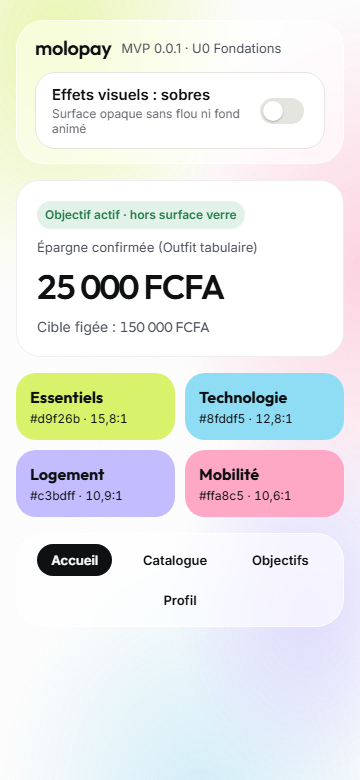 molopay MVP 0.0.1 · U0 Fondations
Effets visuels : sobres
Surface opaque sans flou ni fond
animé
Objectif actif · hors surface verre
Épargne confirmée (Outfit tabulaire)
25 000 FCFA
Cible figée : 150 000 FCFA
Essentiels
#d9f26b · 15,8:1
Technologie
#8fddf5 · 12,8:1
Logement
#c3bdff · 10,9:1
Mobilité
#ffa8c5 · 10,6:1
Accueil Catalogue Objectifs
Profil